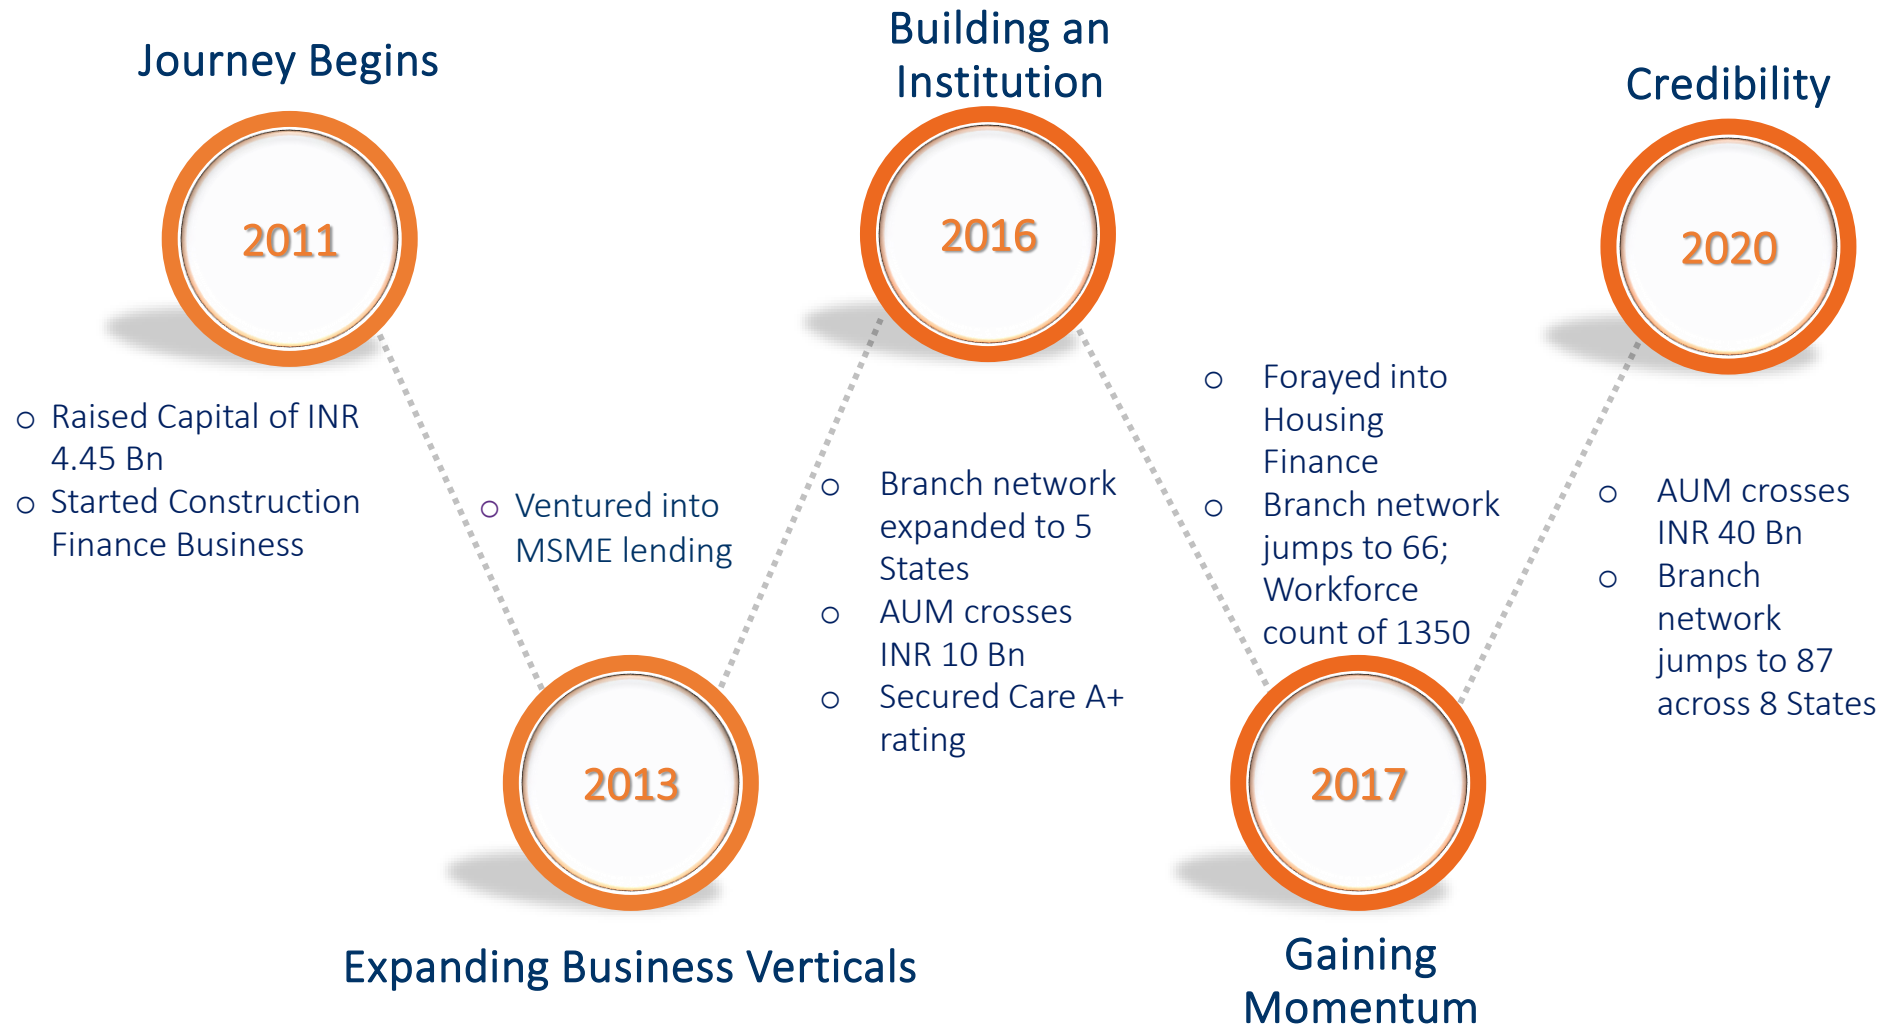 Journey Begins
2011
o Raised Capital of INR
4.45 Bn
o Started Construction
Finance Business
o Ventured into
MSME lending
2013
Expanding Business Verticals
Building an
Institution
2016
o Branch network
expanded to 5
States
o AUM crosses
INR 10 Bn
o Secured Care A+
rating
o Forayed into
Housing
Finance
o Branch network
jumps to 66;
Workforce
count of 1350
2017
Gaining
Momentum
Credibility
2020
o AUM crosses
INR 40 Bn
o Branch
network
jumps to 87
across 8 States